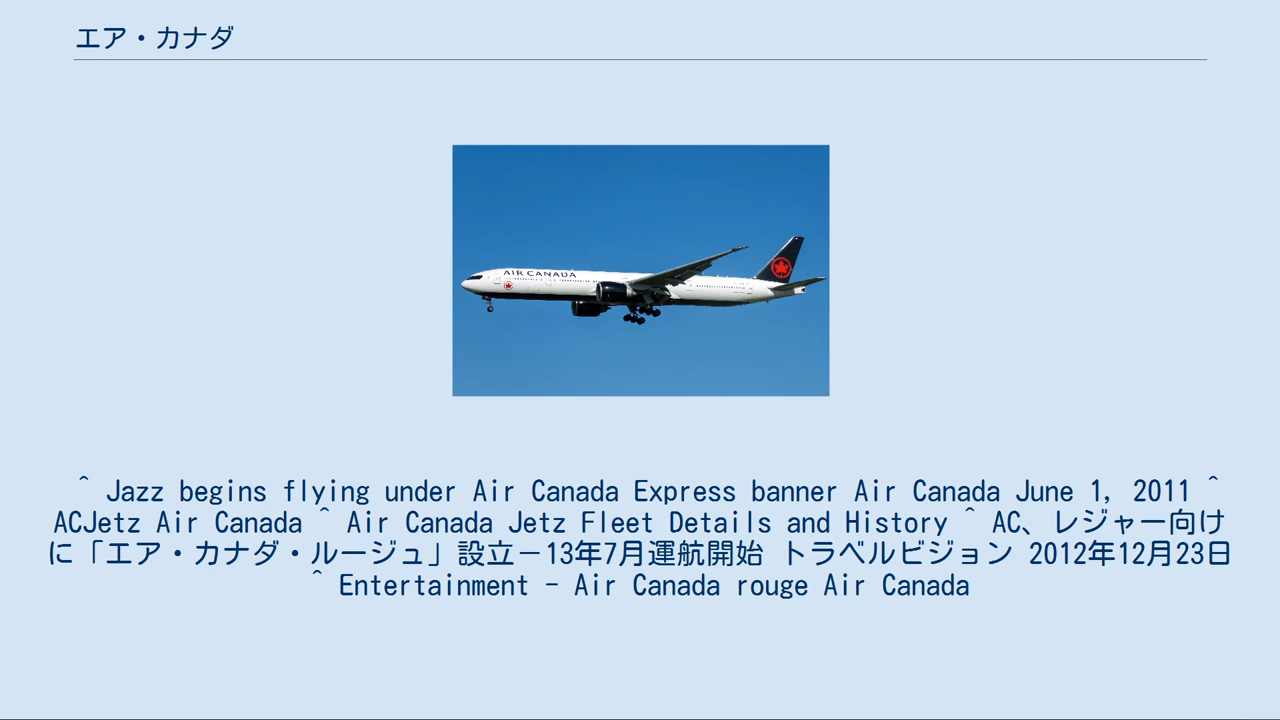 エア・カナダ
AIR CANADA
^ Jazz begins flying under Air Canada Express banner Air Canada June 1, 2011 ^
ACJetz Air Canada ^ Air Canada Jetz Fleet Details and History ^ AC、レジャー向け
に「エア・カナダ・ルージュ」設立－13年7月運航開始 トラベルビジョン 2012年12月23日
^ Entertainment - Air Canada rouge Air Canada